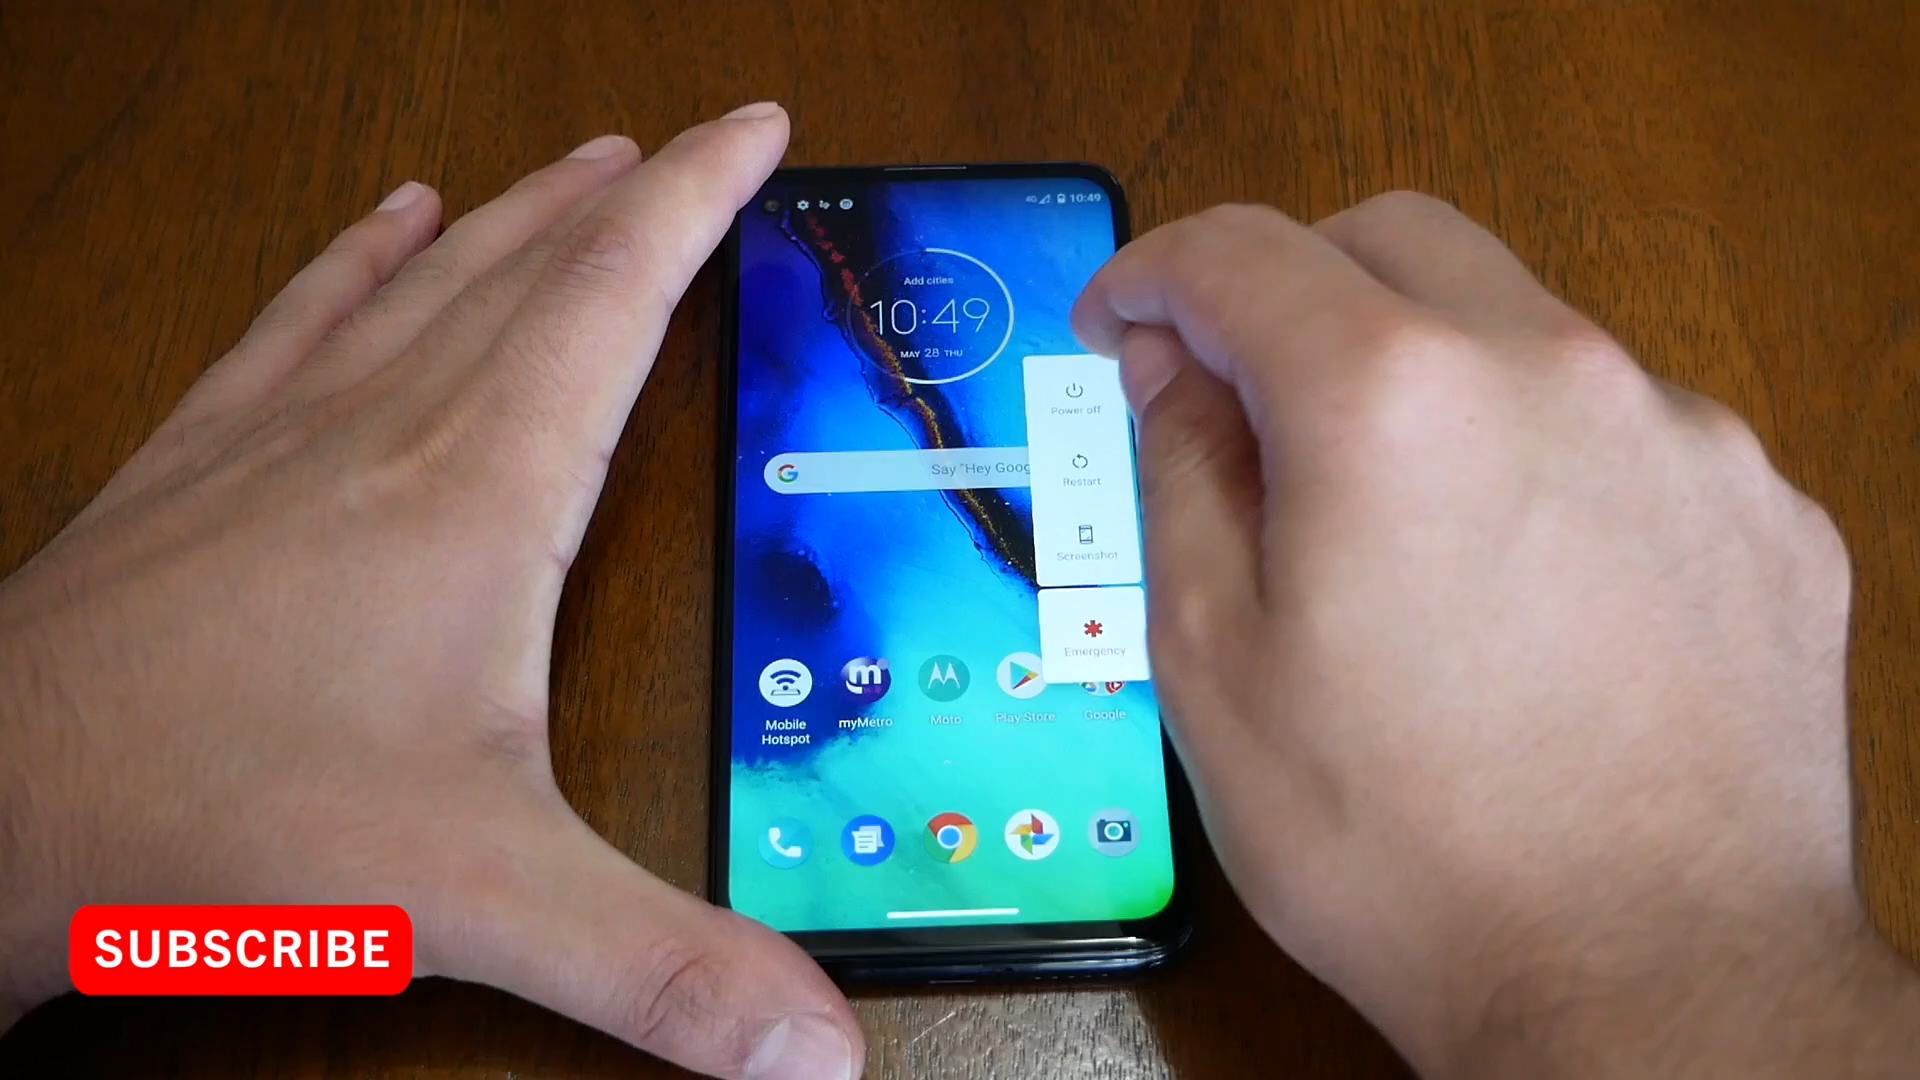 4G 10:49
Add cities
10:49
MAY 28 THU
Power off
Say "Hey Goog
Restart
Screenshot
Emergency
Mobile
Hotspot
myMetro
Moto
Play Store
Google
SUBSCRIBE